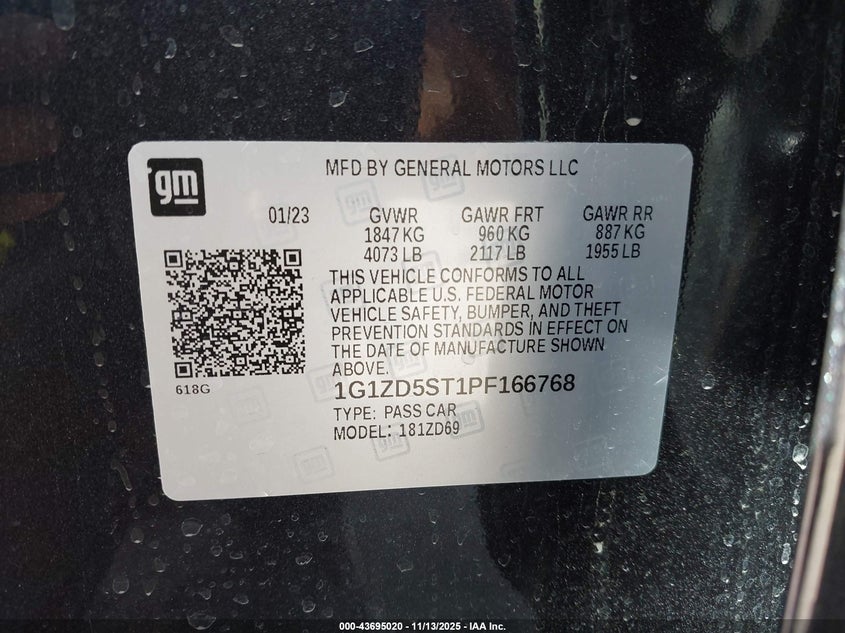 gm
MFD BY GENERAL MOTORS LLC
01/23 GVWR GAWR FRT GAWR RR
1847 KG 960 KG 887 KG
4073 LB 2117 LB 1955 LB
THIS VEHICLE CONFORMS TO ALL
APPLICABLE U.S. FEDERAL MOTOR
VEHICLE SAFETY, BUMPER, AND THEFT
PREVENTION STANDARDS IN EFFECT ON
THE DATE OF MANUFACTURE SHOWN
ABOVE.
618G
1G1ZD5ST1PF166768
TYPE: PASS CAR
MODEL: 181ZD69
000-43695020 - 11/13/2025 - IAA Inc.